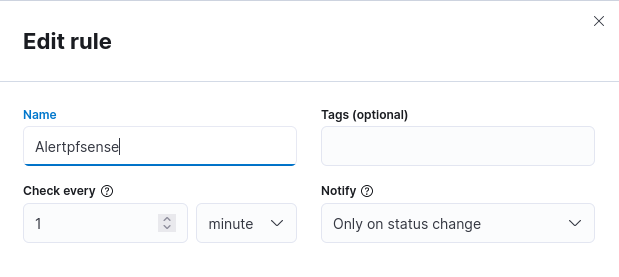 Edit rule
Name
Tags (optional)
Alertpfsense
Check every
Notify
1
minute
Only on status change